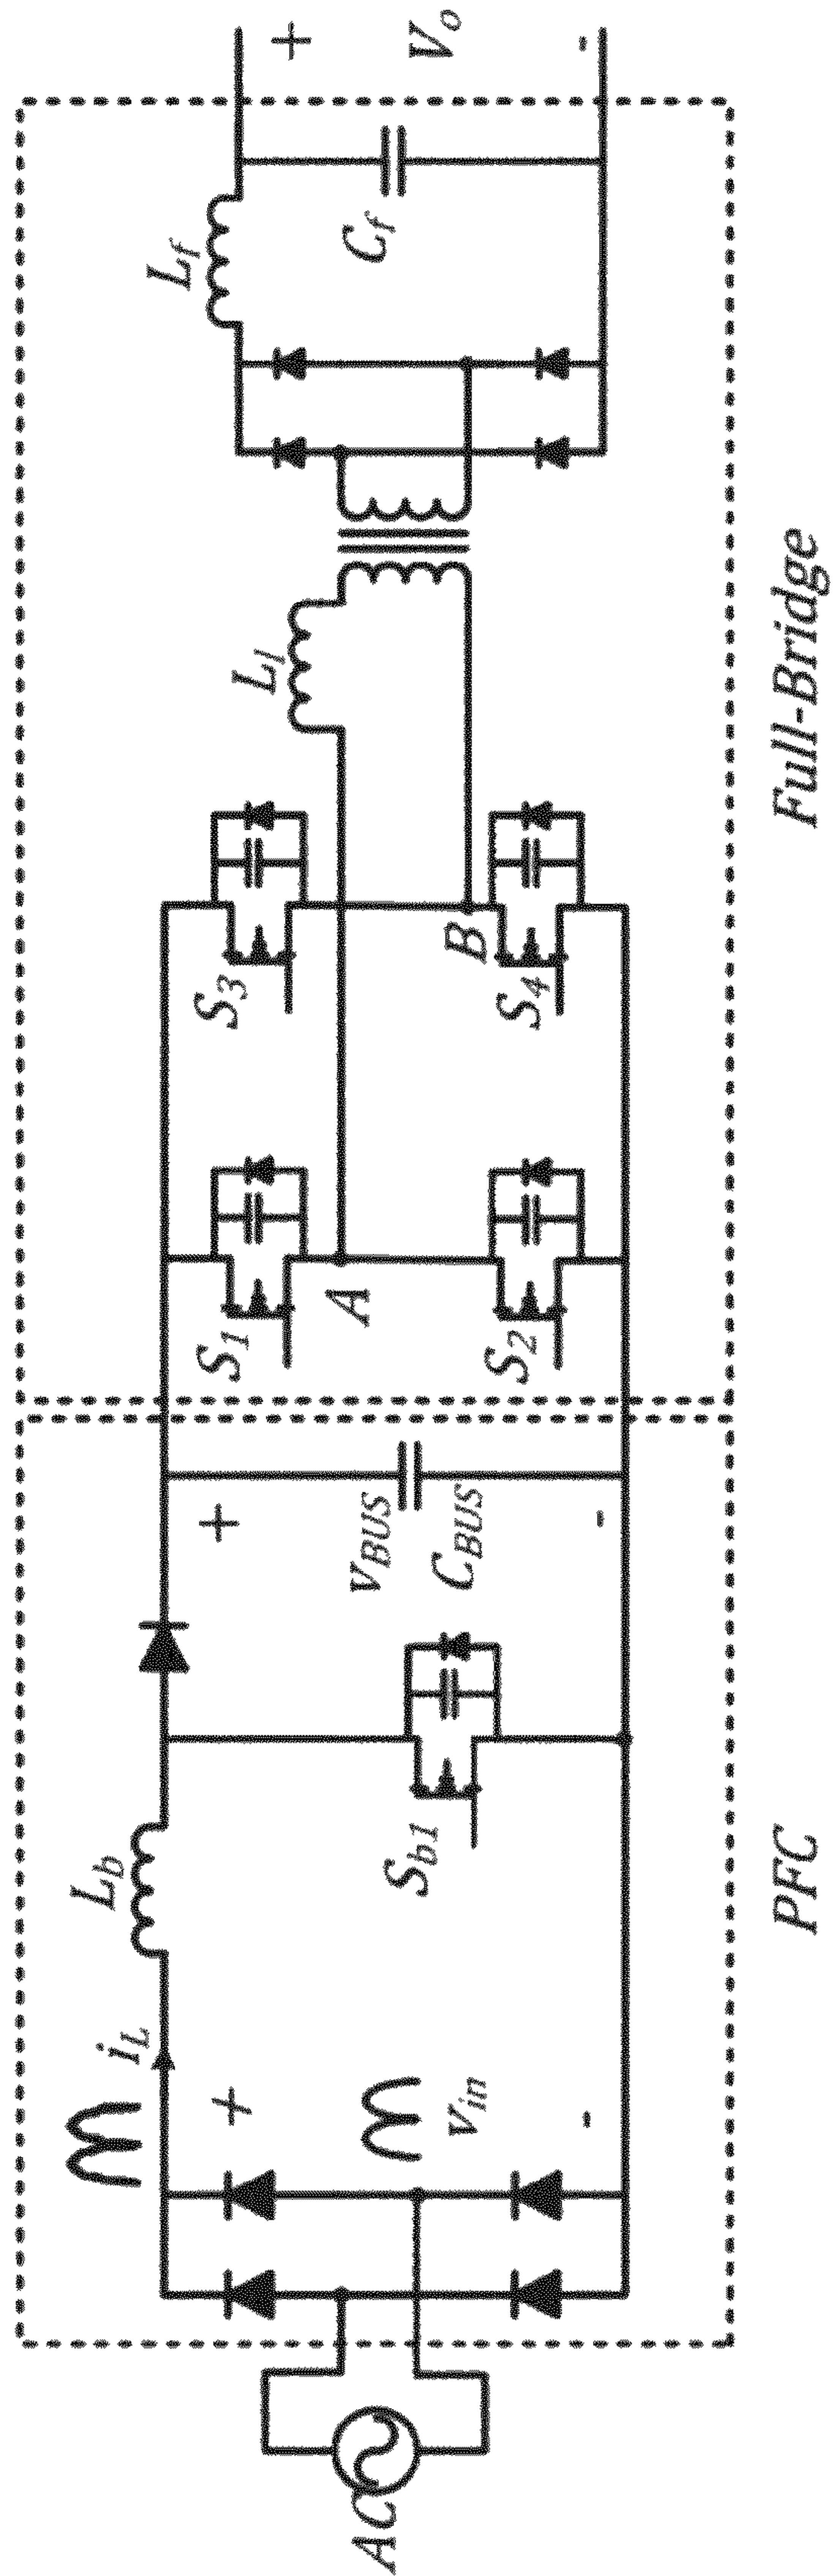 AC
i_L
L_b
+
v_in
-
S_b1
+
v_BUS
C_BUS
-
S_1
S_2
A
S_3
S_4
B
L_l
L_f
C_f
+
V_o
-
PFC
Full-Bridge